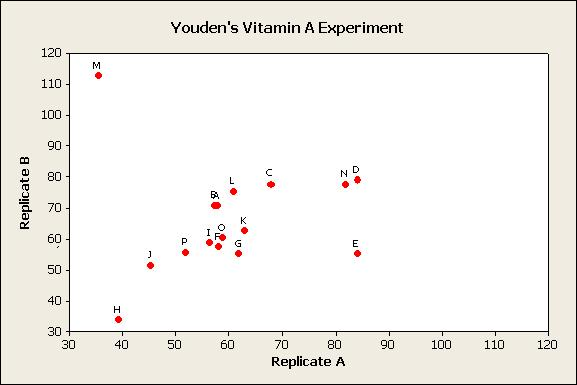 Youden's Vitamin A Experiment
120
M
110
100
90
Replicate B
80
L
C
N
D
B
A
70
60
I
F
O
K
G
E
P
50
J
40
H
30
30 40 50 60 70 80 90 100 110 120
Replicate A